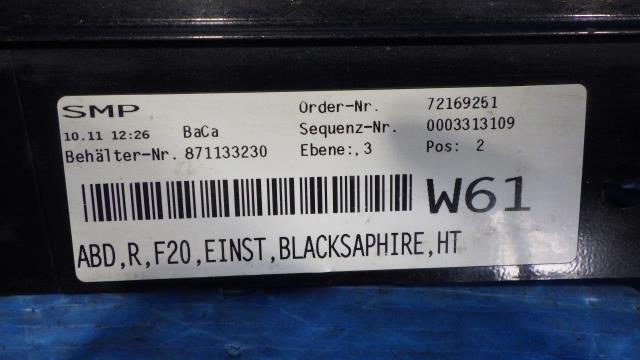 SMP Order-Nr. 72169251
10.11 12:26 BaCa Sequenz-Nr. 0003313109
Behälter-Nr. 871133230 Ebene:.3 Pos: 2
W61
ABD,R,F20,EINST,BLACKSAPHIRE,HT